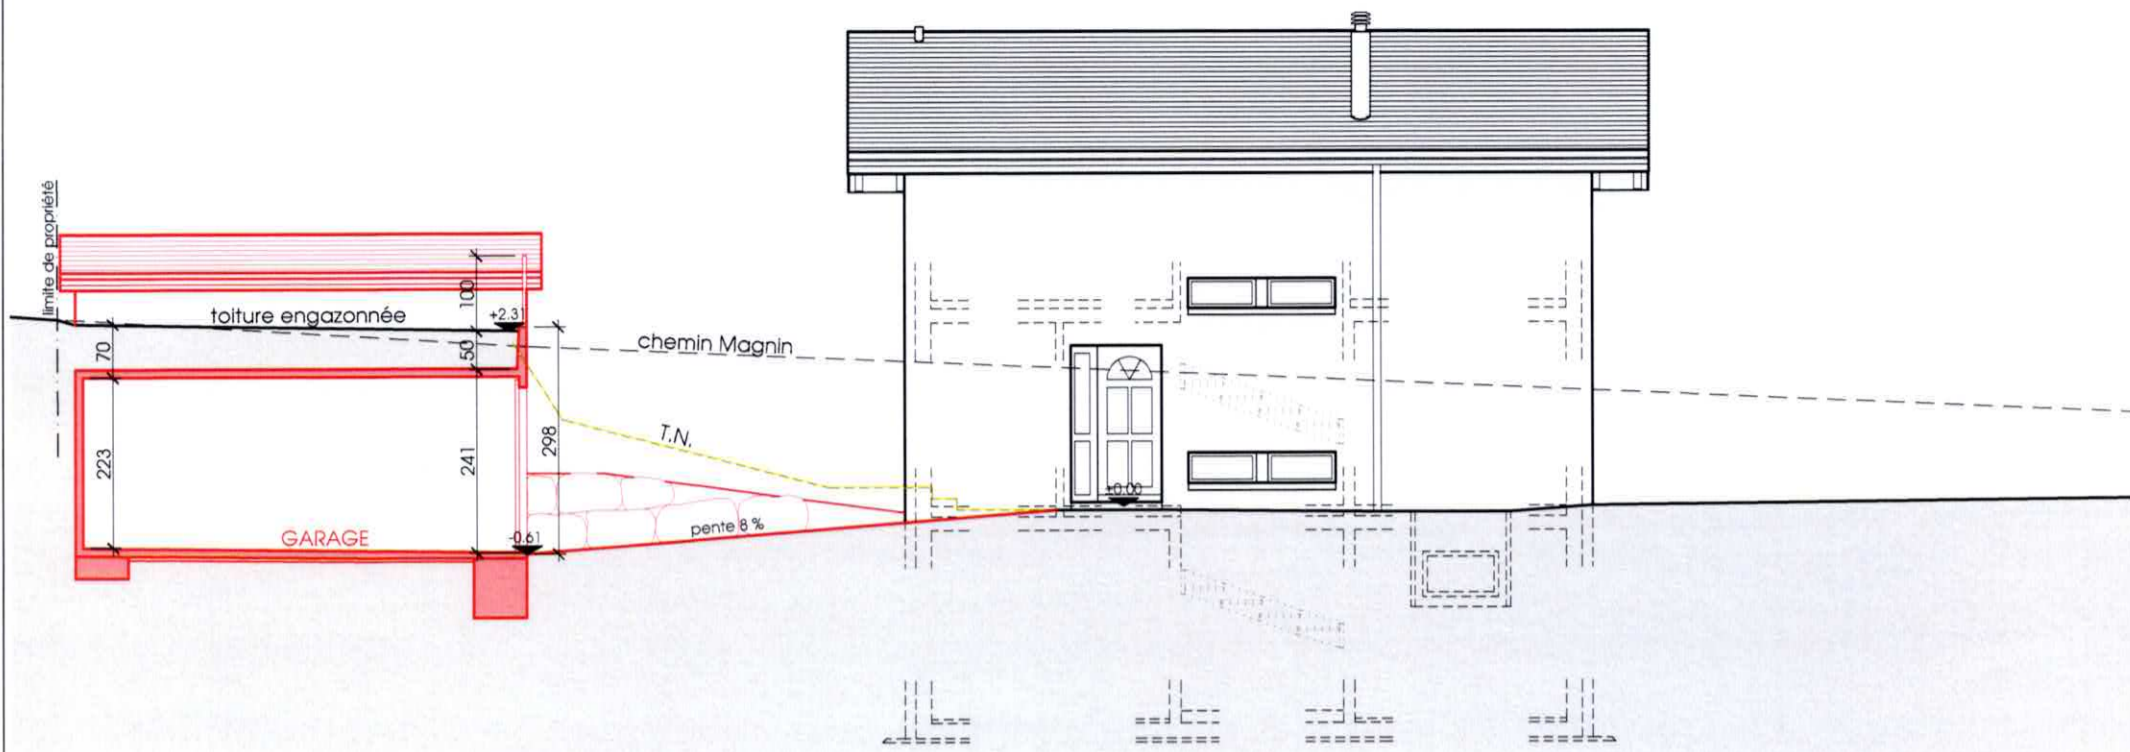 limite de propriété
toiture engazonnée
+2.31
100
70
50
chemin Magnin
223
241
298
T.N.
GARAGE
-0.61
pente 8 %
±0.00